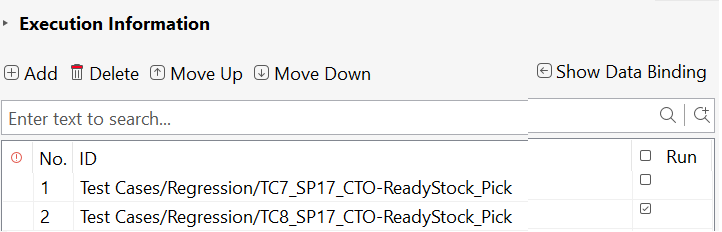 Execution Information
Add Delete Move Up Move Down Show Data Binding
Enter text to search...
No. ID Run
1 Test Cases/Regression/TC7_SP17_CTO-ReadyStock_Pick
2 Test Cases/Regression/TC8_SP17_CTO-ReadyStock_Pick